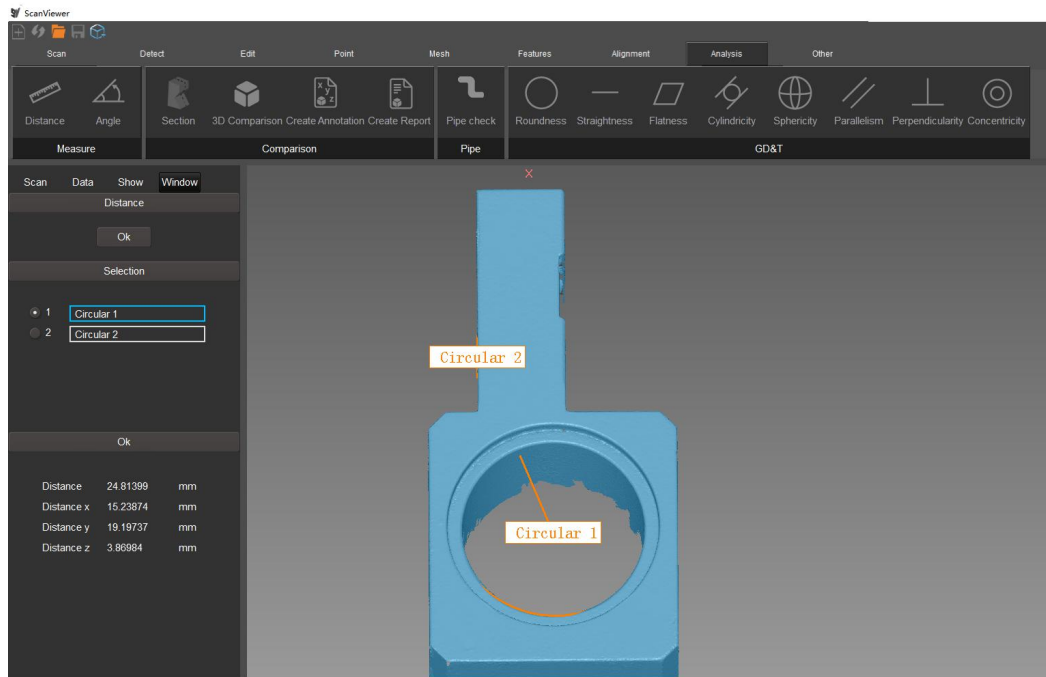 ScanViewer
Scan Detect Edit Point Mesh Features Alignment Analysis Other
Distance Angle Section 3D Comparison Create Annotation Create Report Pipe check Roundness Straightness Flatness Cylindricity Sphericity Parallelism Perpendicularity Concentricity
Measure Comparison Pipe GD&T
Scan Data Show Window
Distance
Ok
Selection
1 Circular 1
2 Circular 2
Ok
Distance 24.81399 mm
Distance x 15.23874 mm
Distance y 19.19737 mm
Distance z 3.86984 mm
X
Circular 2
Circular 1